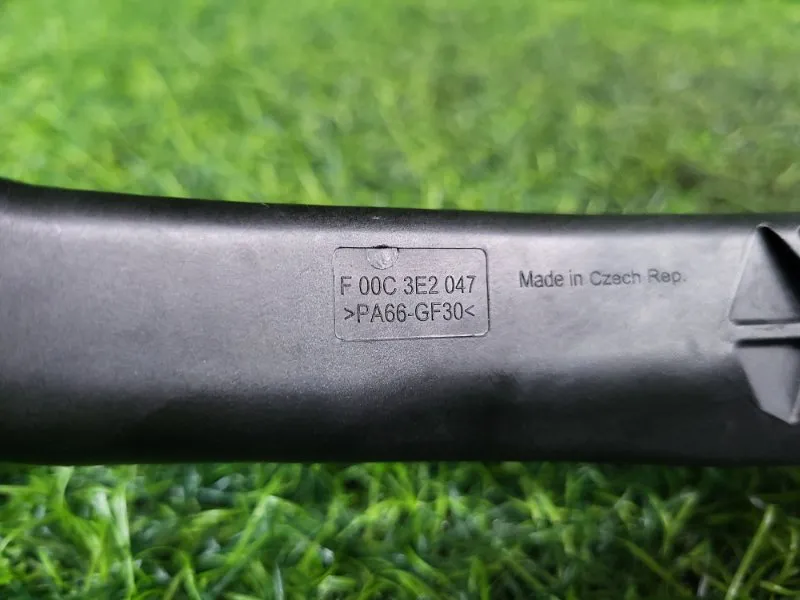 F 00C 3E2 047
>PA66-GF30<
Made in Czech Rep.